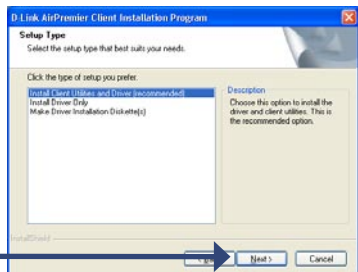 D-Link AirPremier Client Installation Program
Setup Type
Select the setup type that best suits your needs.
Click the type of setup you prefer.
Install Client Utilities and Driver (recommended)
Install Driver Only
Make Driver Installation Diskette(s)
Description
Choose this option to install the
driver and client utilities. This is
the recommended option.
InstallShield
Next >
Cancel